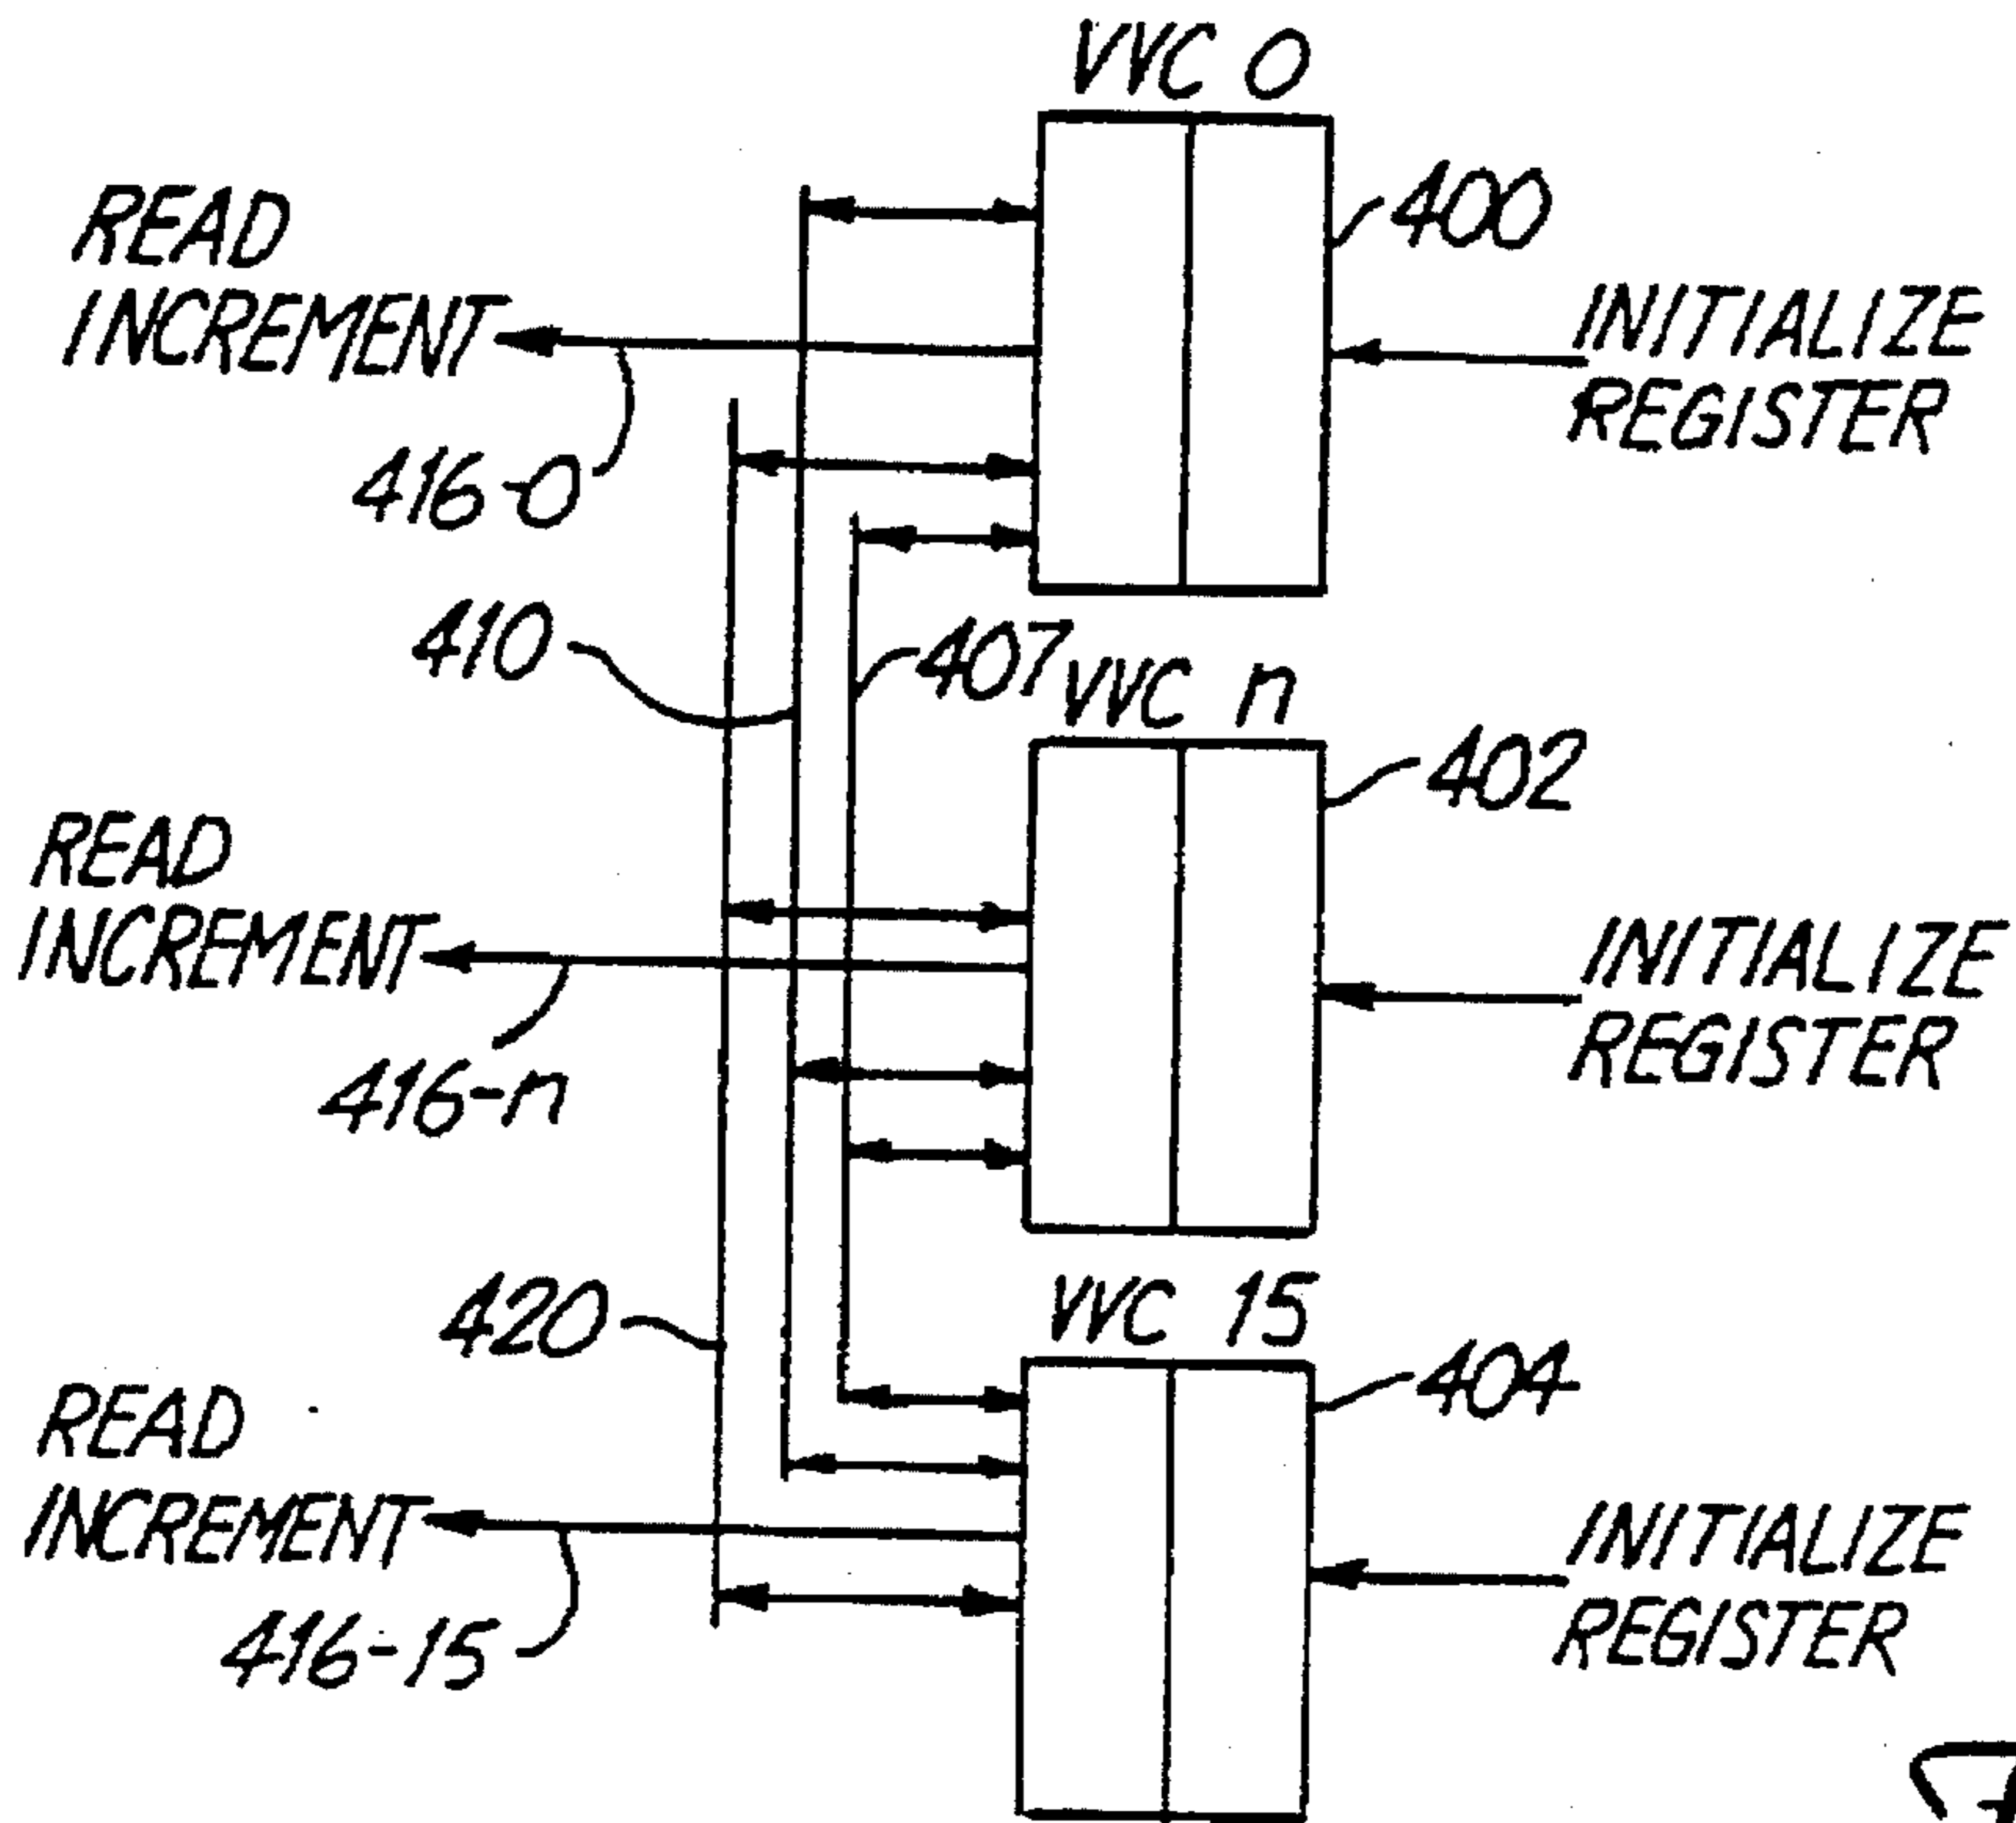 VVC 0
READ
INCREMENT
400
INITIALIZE
REGISTER
416-0
410
407
VVC n
402
READ
INCREMENT
INITIALIZE
REGISTER
416-n
420
VVC 15
404
READ
INCREMENT
INITIALIZE
REGISTER
416-15